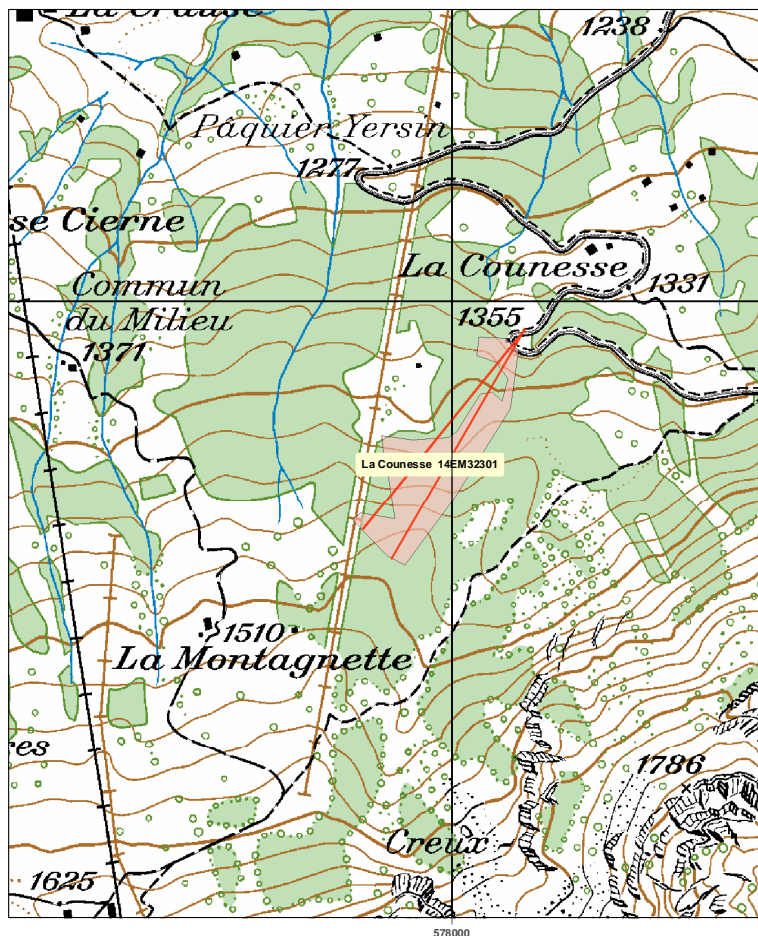 La Crause
1238
Pâquier Yersin
1277
se Cierne
La Counesse
1331
Commun
du Milieu
1355
1371
La Counesse 14EM32301
1510
La Montagnette
res
1786
Creux
1625
578000